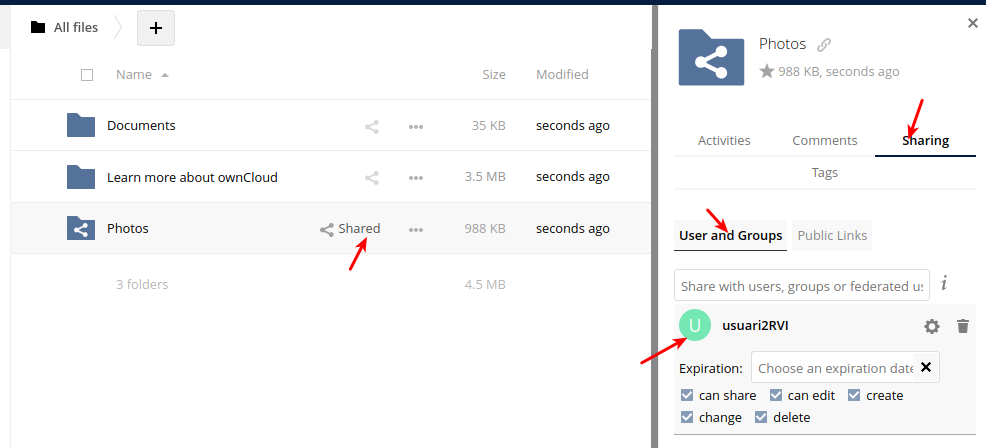 All files
+
Name Size Modified
Documents ••• 35 KB seconds ago
Learn more about ownCloud ••• 3.5 MB seconds ago
Photos Shared ••• 988 KB seconds ago
3 folders 4.5 MB
Photos
988 KB, seconds ago
Activities Comments Sharing
Tags
User and Groups Public Links
Share with users, groups or federated us
i
U usuari2RVI
Expiration: Choose an expiration date
can share can edit create
change delete